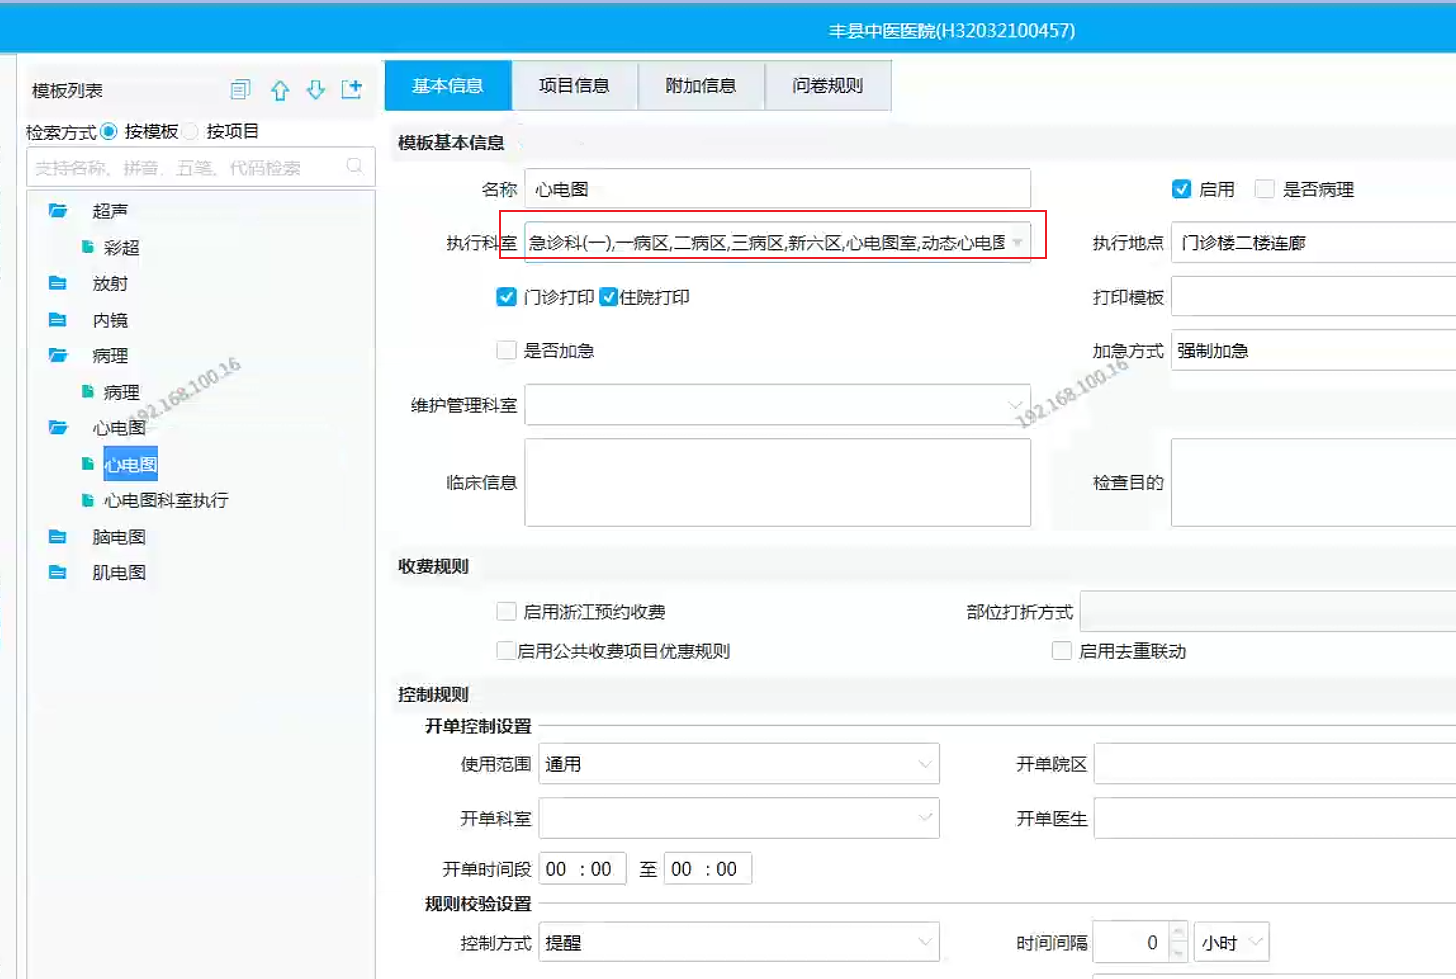 丰县中医医院(H32032100457)
模板列表
基本信息 项目信息 附加信息 问卷规则
检索方式 按模板 按项目
支持名称、拼音、五笔、代码检索
超声
彩超
放射
内镜
病理
病理
心电图
心电图
心电图科室执行
脑电图
肌电图
192.168.100.16
模板基本信息
名称 心电图 启用 是否病理
执行科室 急诊科(一),一病区,二病区,三病区,新六区,心电图室,动态心电图 执行地点 门诊楼二楼连廊
门诊打印 住院打印 打印模板
是否加急 加急方式 强制加急
192.168.100.16
维护管理科室
临床信息 检查目的
收费规则
启用浙江预约收费 部位打折方式
启用公共收费项目优惠规则 启用去重联动
控制规则
开单控制设置
使用范围 通用 开单院区
开单科室 开单医生
开单时间段 00 : 00 至 00 : 00
规则校验设置
控制方式 提醒 时间间隔 0 小时